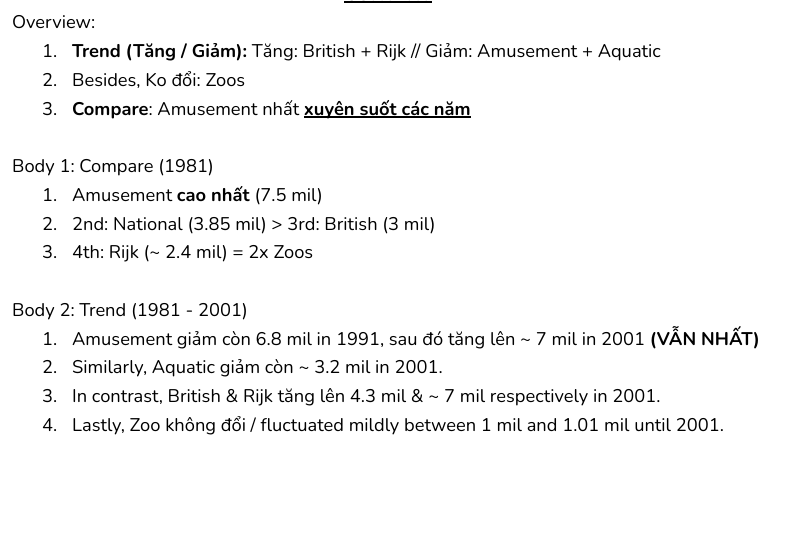 Overview:
1. Trend (Tăng / Giảm): Tăng: British + Rijk // Giảm: Amusement + Aquatic
2. Besides, Ko đổi: Zoos
3. Compare: Amusement nhất xuyên suốt các năm
Body 1: Compare (1981)
1. Amusement cao nhất (7.5 mil)
2. 2nd: National (3.85 mil) > 3rd: British (3 mil)
3. 4th: Rijk (~ 2.4 mil) = 2x Zoos
Body 2: Trend (1981 - 2001)
1. Amusement giảm còn 6.8 mil in 1991, sau đó tăng lên ~ 7 mil in 2001 (VẪN NHẤT)
2. Similarly, Aquatic giảm còn ~ 3.2 mil in 2001.
3. In contrast, British & Rijk tăng lên 4.3 mil & ~ 7 mil respectively in 2001.
4. Lastly, Zoo không đổi / fluctuated mildly between 1 mil and 1.01 mil until 2001.